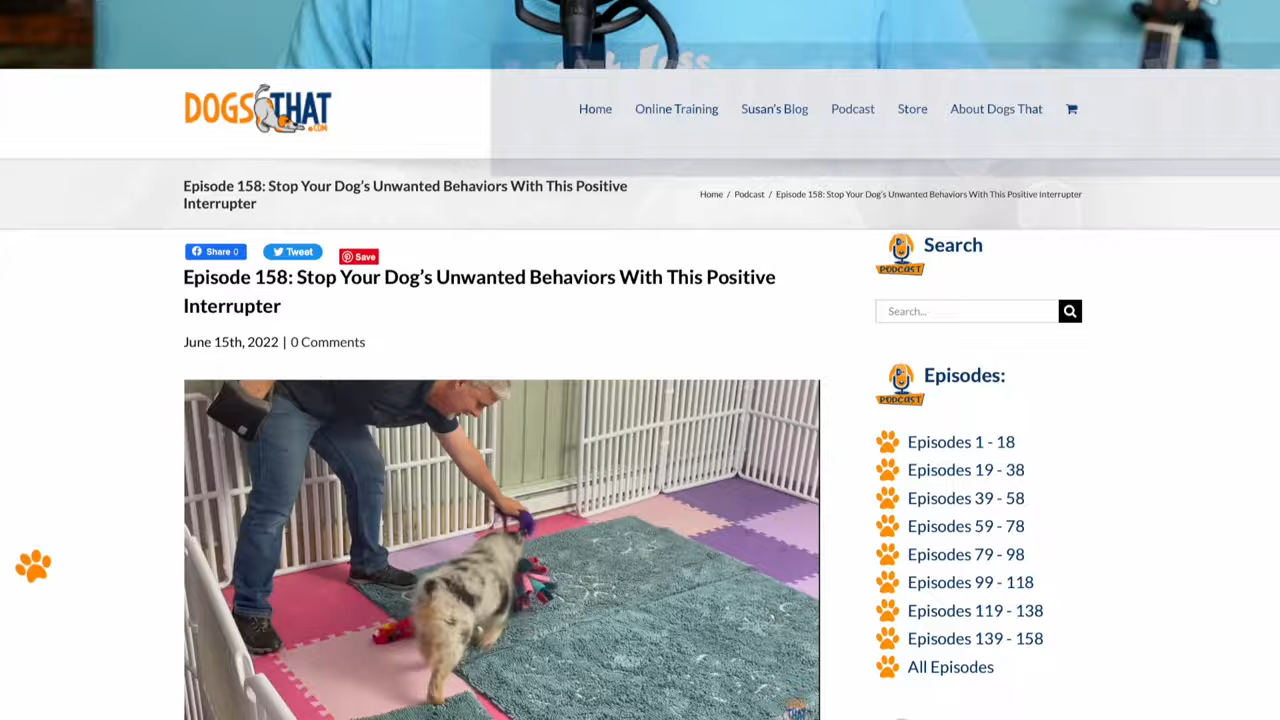 DOGS THAT
.COM
Home Online Training Susan's Blog Podcast Store About Dogs That
Episode 158: Stop Your Dog's Unwanted Behaviors With This Positive
Interrupter
Home / Podcast / Episode 158: Stop Your Dog's Unwanted Behaviors With This Positive Interrupter
Share 0
Tweet
Save
Episode 158: Stop Your Dog's Unwanted Behaviors With This Positive
Interrupter
June 15th, 2022 | 0 Comments
PODCAST
Search
Search...
PODCAST
Episodes:
Episodes 1 - 18
Episodes 19 - 38
Episodes 39 - 58
Episodes 59 - 78
Episodes 79 - 98
Episodes 99 - 118
Episodes 119 - 138
Episodes 139 - 158
All Episodes